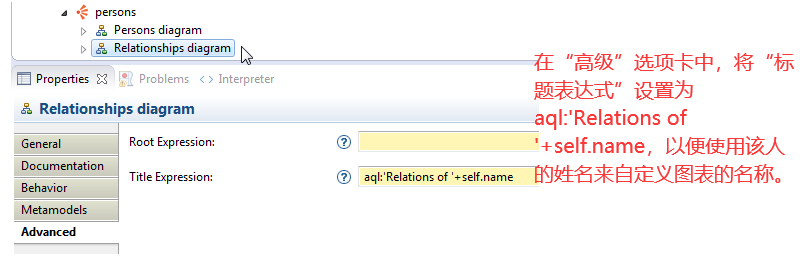 persons
Persons diagram
Relationships diagram
Properties
Problems
Interpreter
Relationships diagram
General
Documentation
Behavior
Metamodels
Advanced
Root Expression:
Title Expression:
aql:'Relations of '+self.name
在“高级”选项卡中，将“标
题表达式”设置为
aql:'Relations of
'+self.name，以便使用该人
的姓名来自定义图表的名称。